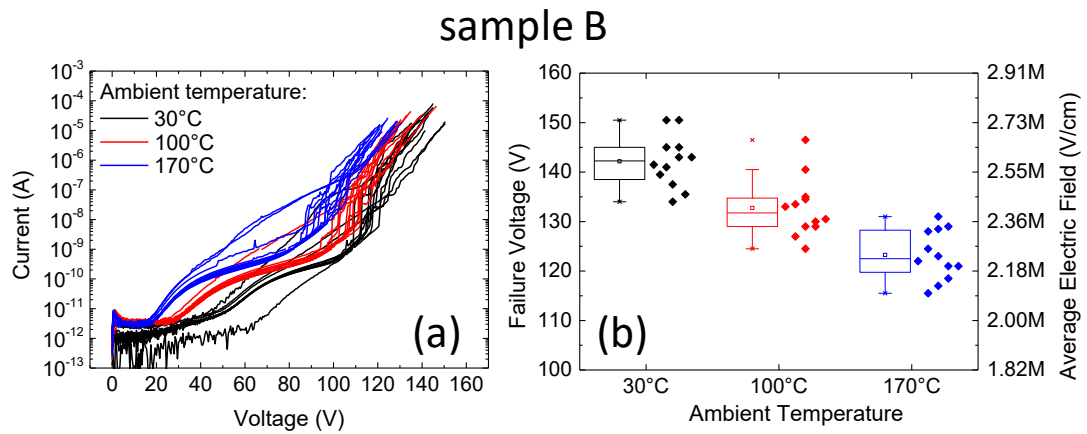 sample B
10⁻³
10⁻⁴
10⁻⁵
10⁻⁶
10⁻⁷
10⁻⁸
10⁻⁹
10⁻¹⁰
10⁻¹¹
10⁻¹²
10⁻¹³
Current (A)
Ambient temperature:
30°C
100°C
170°C
(a)
0 20 40 60 80 100 120 140 160
Voltage (V)
160
150
140
130
120
110
100
Failure Voltage (V)
(b)
30°C 100°C 170°C
Ambient Temperature
2.91M
2.73M
2.55M
2.36M
2.18M
2.00M
1.82M
Average Electric Field (V/cm)